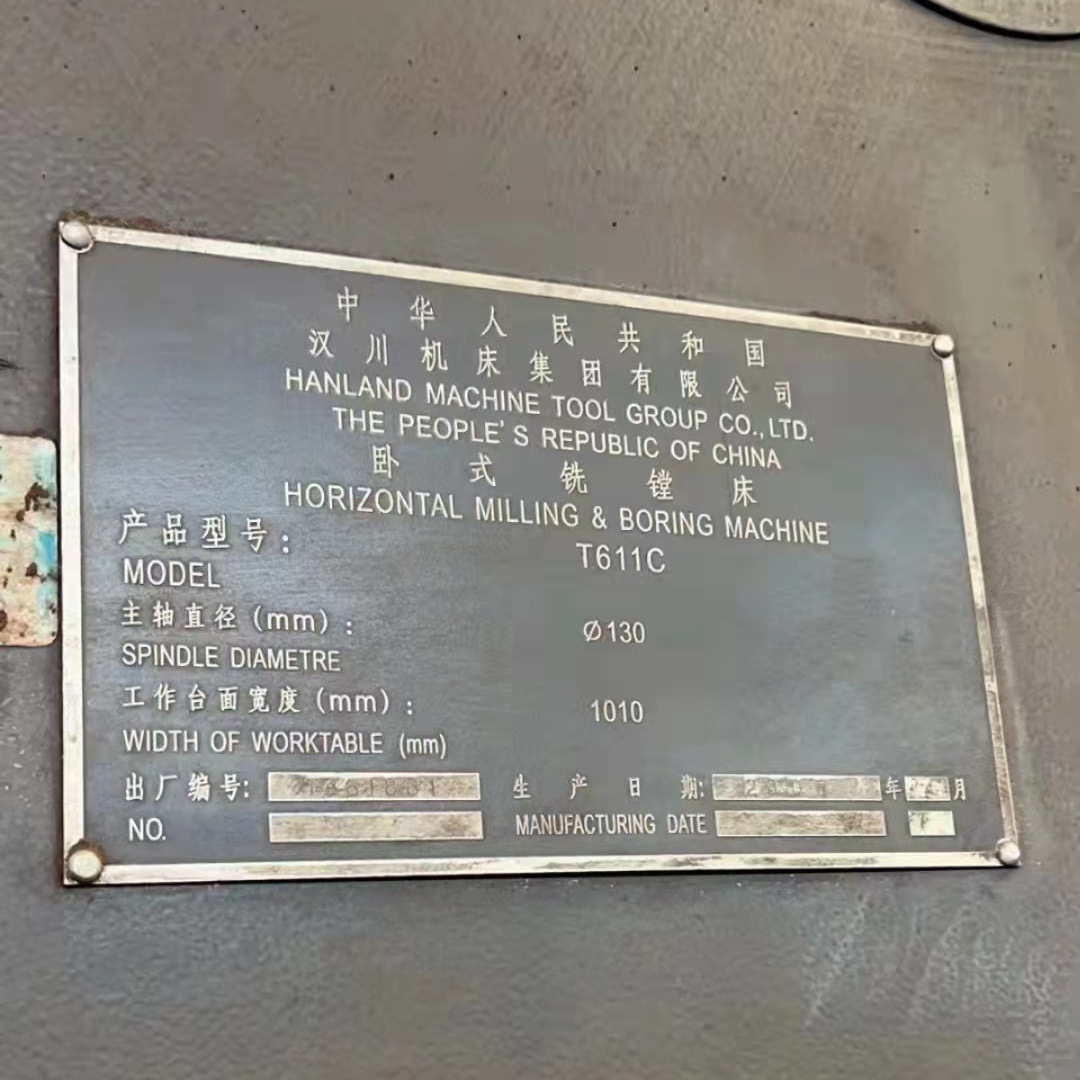 中华人民共和国
汉川机床集团有限公司
HANLAND MACHINE TOOL GROUP CO.,LTD.
THE PEOPLE'S REPUBLIC OF CHINA
卧式铣镗床
HORIZONTAL MILLING & BORING MACHINE
产品型号: T611C
MODEL
主轴直径(mm): Ø130
SPINDLE DIAMETRE
工作台面宽度(mm): 1010
WIDTH OF WORKTABLE (mm)
出厂编号: 生产日期: 年 月
NO. MANUFACTURING DATE